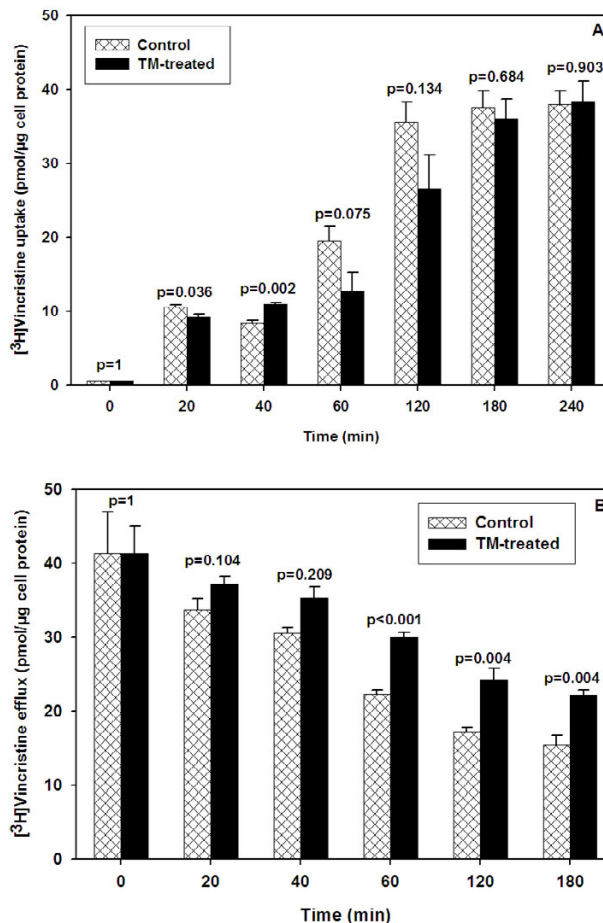 50
40
30
20
10
0
[³H]Vincristine uptake (pmol/µg cell protein)
A
Control
TM-treated
p=1
p=0.036
p=0.002
p=0.075
p=0.134
p=0.684
p=0.903
0 20 40 60 120 180 240
Time (min)
50
40
30
20
10
0
[³H]Vincristine efflux (pmol/µg cell protein)
B
Control
TM-treated
p=1
p=0.104
p=0.209
p<0.001
p=0.004
p=0.004
0 20 40 60 120 180
Time (min)